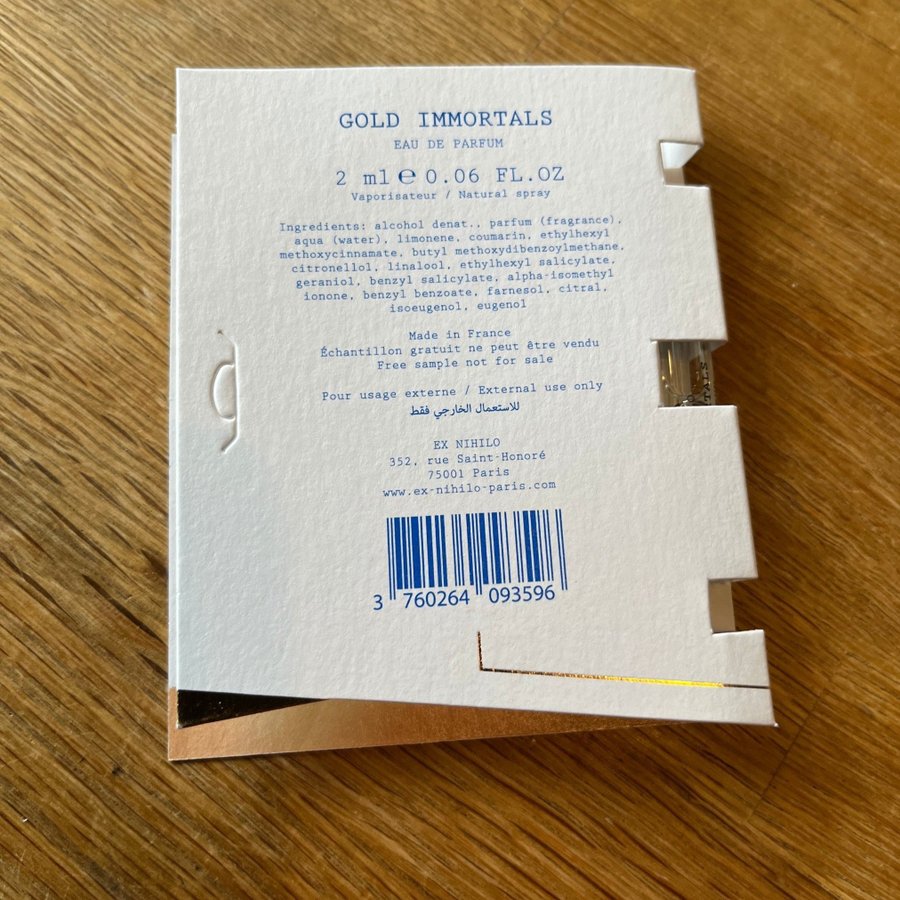 GOLD IMMORTALS
EAU DE PARFUM
2 ml ℮ 0.06 FL.OZ
Vaporisateur / Natural spray
Ingredients: alcohol denat., parfum (fragrance),
aqua (water), limonene, coumarin, ethylhexyl
methoxycinnamate, butyl methoxydibenzoylmethane,
citronellol, linalool, ethylhexyl salicylate,
geraniol, benzyl salicylate, alpha-isomethyl
ionone, benzyl benzoate, farnesol, citral,
isoeugenol, eugenol
Made in France
Échantillon gratuit ne peut être vendu
Free sample not for sale
Pour usage externe / External use only
للاستعمال الخارجي فقط
EX NIHILO
352, rue Saint-Honoré
75001 Paris
www.ex-nihilo-paris.com
3 760264 093596